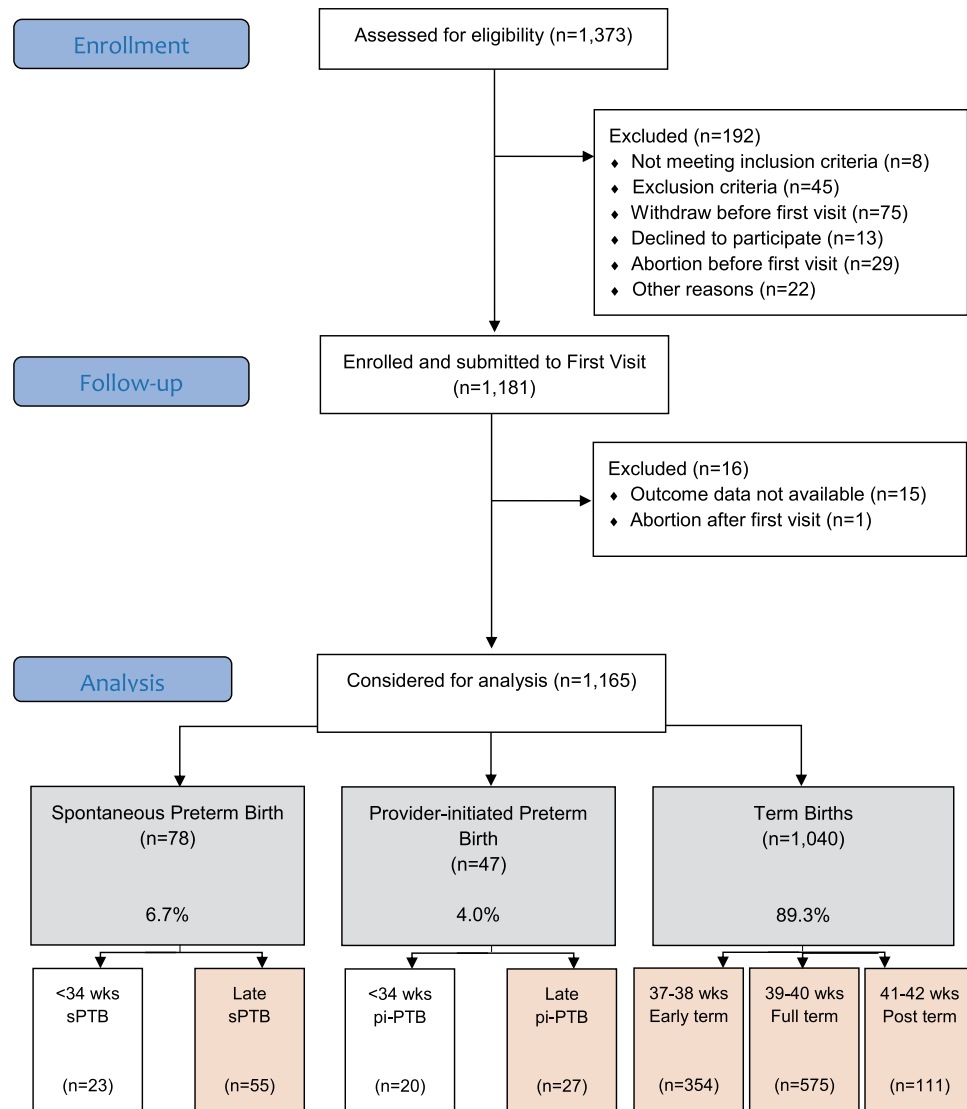 Enrollment
Assessed for eligibility (n=1,373)
Excluded (n=192)
♦ Not meeting inclusion criteria (n=8)
♦ Exclusion criteria (n=45)
♦ Withdraw before first visit (n=75)
♦ Declined to participate (n=13)
♦ Abortion before first visit (n=29)
♦ Other reasons (n=22)
Follow-up
Enrolled and submitted to First Visit
(n=1,181)
Excluded (n=16)
♦ Outcome data not available (n=15)
♦ Abortion after first visit (n=1)
Analysis
Considered for analysis (n=1,165)
Spontaneous Preterm Birth
(n=78)
6.7%
Provider-initiated Preterm
Birth
(n=47)
4.0%
Term Births
(n=1,040)
89.3%
<34 wks
sPTB
(n=23)
Late
sPTB
(n=55)
<34 wks
pi-PTB
(n=20)
Late
pi-PTB
(n=27)
37-38 wks
Early term
(n=354)
39-40 wks
Full term
(n=575)
41-42 wks
Post term
(n=111)